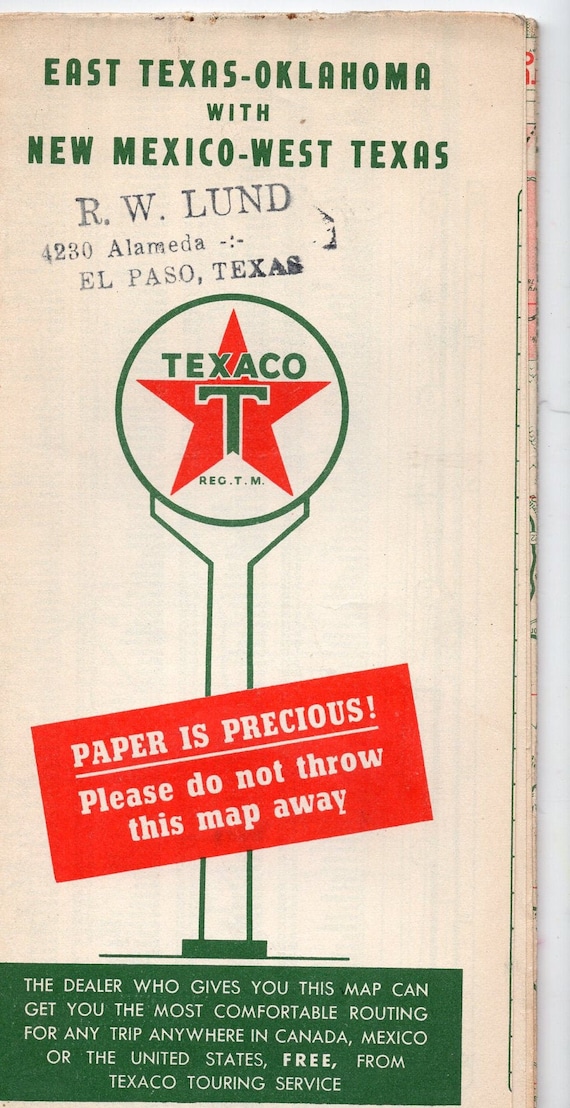 EAST TEXAS-OKLAHOMA
WITH
NEW MEXICO-WEST TEXAS
R. W. LUND
4230 Alameda -:-
EL PASO, TEXAS
TEXACO
T
REG. T. M.
PAPER IS PRECIOUS!
Please do not throw
this map away
THE DEALER WHO GIVES YOU THIS MAP CAN
GET YOU THE MOST COMFORTABLE ROUTING
FOR ANY TRIP ANYWHERE IN CANADA, MEXICO
OR THE UNITED STATES, FREE, FROM
TEXACO TOURING SERVICE